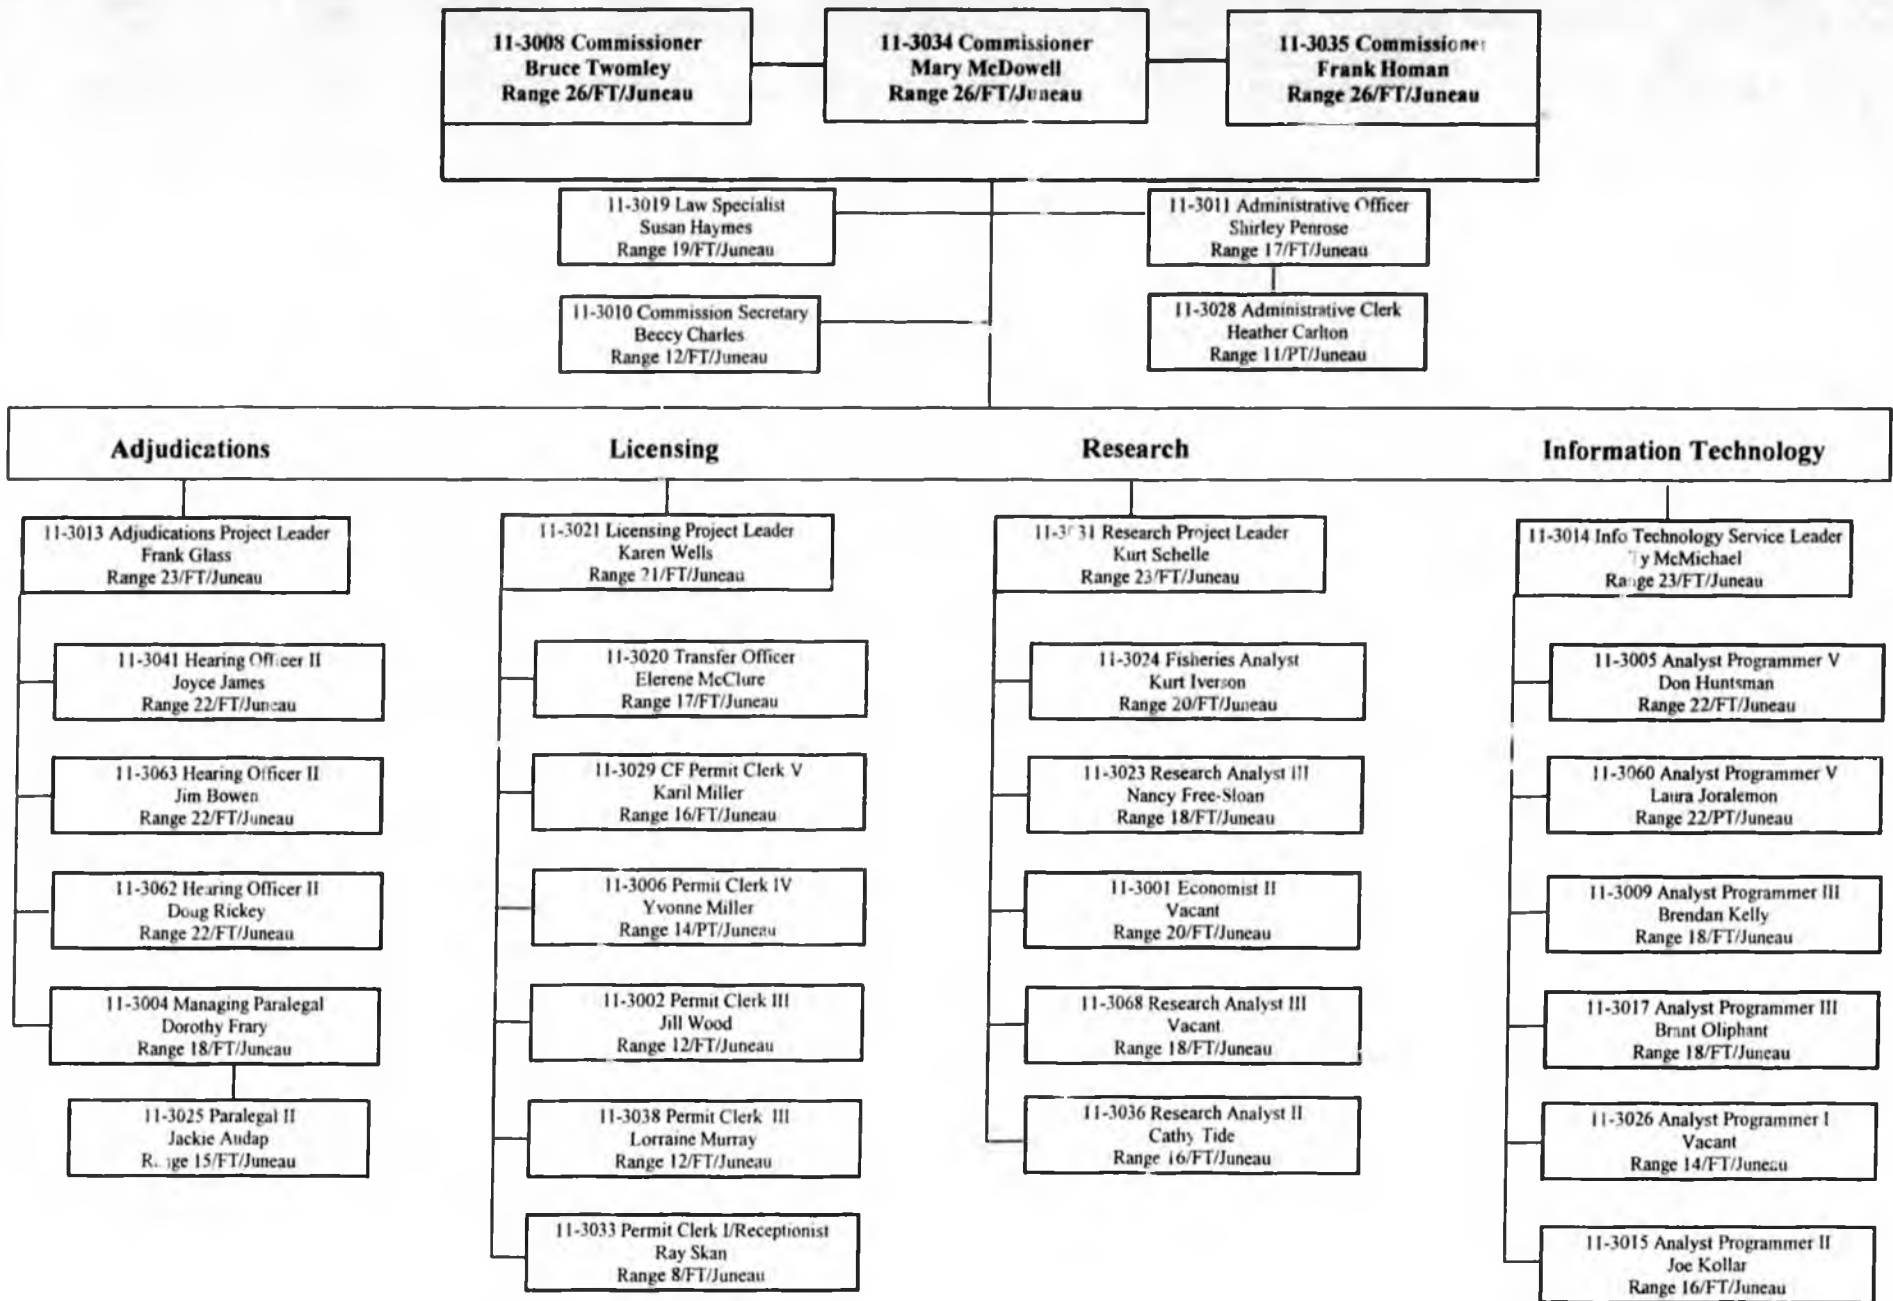 11-3008 Commissioner
Bruce Twomley
Range 26/FT/Juneau
11-3034 Commissioner
Mary McDowell
Range 26/FT/Juneau
11-3035 Commissioner
Frank Homan
Range 26/FT/Juneau
11-3019 Law Specialist
Susan Haymes
Range 19/FT/Juneau
11-3011 Administrative Officer
Shirley Penrose
Range 17/FT/Juneau
11-3010 Commission Secretary
Beccy Charles
Range 12/FT/Juneau
11-3028 Administrative Clerk
Heather Carlton
Range 11/PT/Juneau
Adjudications
Licensing
Research
Information Technology
11-3013 Adjudications Project Leader
Frank Glass
Range 23/FT/Juneau
11-3041 Hearing Officer II
Joyce James
Range 22/FT/Juneau
11-3063 Hearing Officer II
Jim Bowen
Range 22/FT/Juneau
11-3062 Hearing Officer II
Doug Rickey
Range 22/FT/Juneau
11-3004 Managing Paralegal
Dorothy Frary
Range 18/FT/Juneau
11-3025 Paralegal II
Jackie Audap
Range 15/FT/Juneau
11-3021 Licensing Project Leader
Karen Wells
Range 21/FT/Juneau
11-3020 Transfer Officer
Elerene McClure
Range 17/FT/Juneau
11-3029 CF Permit Clerk V
Karil Miller
Range 16/FT/Juneau
11-3006 Permit Clerk IV
Yvonne Miller
Range 14/PT/Juneau
11-3002 Permit Clerk III
Jill Wood
Range 12/FT/Juneau
11-3038 Permit Clerk III
Lorraine Murray
Range 12/FT/Juneau
11-3033 Permit Clerk I/Receptionist
Ray Skan
Range 8/FT/Juneau
Research Project Leader
Kurt Schelle
Range 23/FT/Juneau
11-3024 Fisheries Analyst
Kurt Iverson
Range 20/FT/Juneau
11-3023 Research Analyst III
Nancy Free-Sloan
Range 18/FT/Juneau
11-3001 Economist II
Vacant
Range 20/FT/Juneau
11-3068 Research Analyst III
Vacant
Range 18/FT/Juneau
11-3036 Research Analyst II
Cathy Tide
Range 16/FT/Juneau
11-3014 Info Technology Service Leader
McMichael
Range 23/FT/Juneau
11-3005 Analyst Programmer V
Don Huntsman
Range 22/FT/Juneau
11-3060 Analyst Programmer V
Laura Joralemon
Range 22/PT/Juneau
11-3009 Analyst Programmer III
Brendan Kelly
Range 18/FT/Juneau
11-3017 Analyst Programmer III
Brant Oliphant
Range 18/FT/Juneau
11-3026 Analyst Programmer I
Vacant
Range 14/FT/Juneau
11-3015 Analyst Programmer II
Joe Kollar
Range 16/FT/Juneau